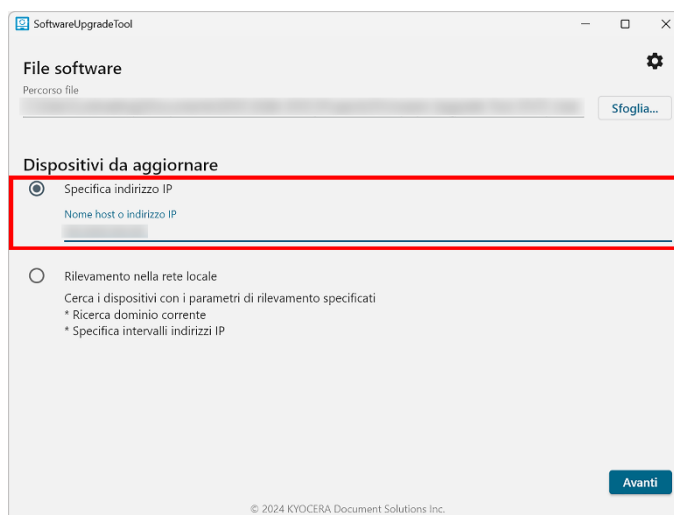 SoftwareUpgradeTool
File software
Percorso file
Sfoglia...
Dispositivi da aggiornare
Specifica indirizzo IP
Nome host o indirizzo IP
Rilevamento nella rete locale
Cerca i dispositivi con i parametri di rilevamento specificati
* Ricerca dominio corrente
* Specifica intervalli indirizzi IP
Avanti
© 2024 KYOCERA Document Solutions Inc.